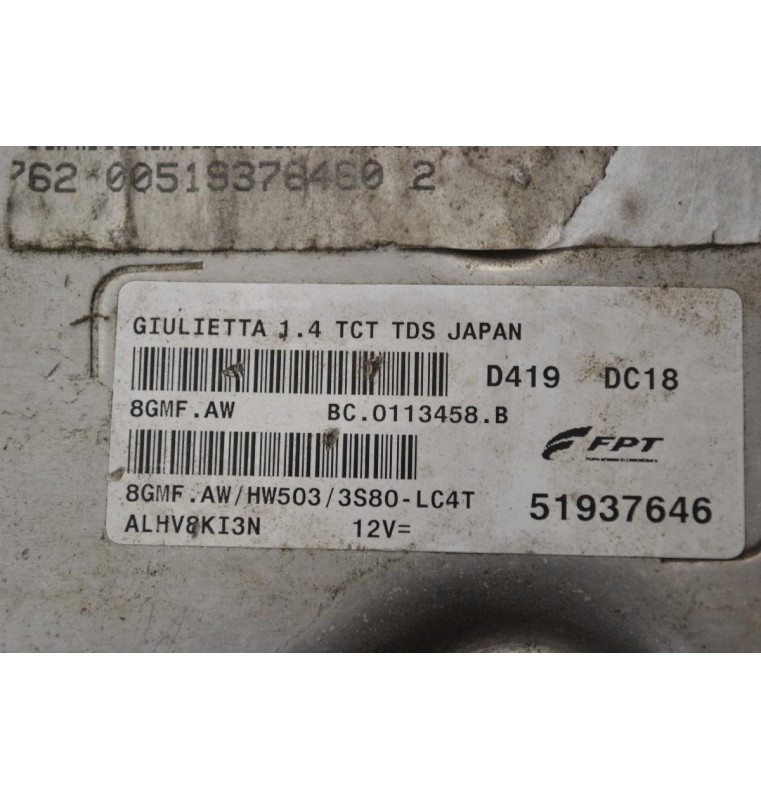 762 00519376460 2
GIULIETTA 1.4 TCT TDS JAPAN
D419 DC18
8GMF.AW BC.0113458.B
FPT
8GMF.AW/HW503/3S80-LC4T
51937646
ALHV8KI3N 12V=